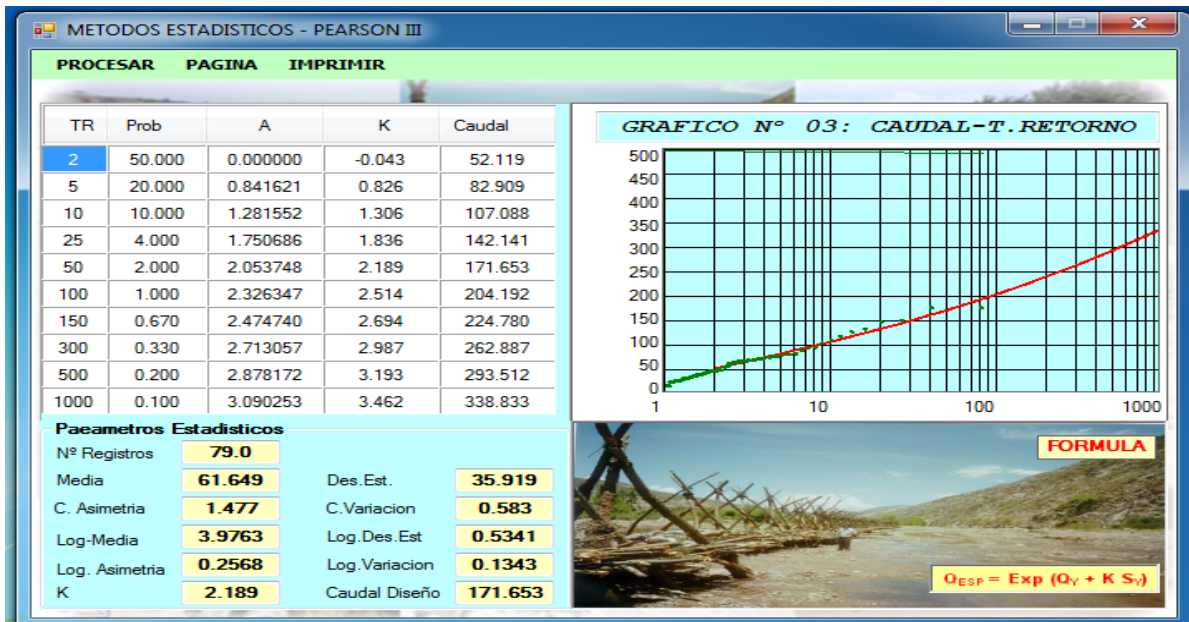 METODOS ESTADISTICOS - PEARSON III
PROCESAR PAGINA IMPRIMIR
TR Prob A K Caudal
2 50.000 0.000000 -0.043 52.119
5 20.000 0.841621 0.826 82.909
10 10.000 1.281552 1.306 107.088
25 4.000 1.750686 1.836 142.141
50 2.000 2.053748 2.189 171.653
100 1.000 2.326347 2.514 204.192
150 0.670 2.474740 2.694 224.780
300 0.330 2.713057 2.987 262.887
500 0.200 2.878172 3.193 293.512
1000 0.100 3.090253 3.462 338.833
GRAFICO Nº 03: CAUDAL-T.RETORNO
500
450
400
350
300
250
200
150
100
50
0
1 10 100 1000
Paeametros Estadisticos
Nº Registros 79.0
Media 61.649 Des.Est. 35.919
C. Asimetria 1.477 C.Variacion 0.583
Log-Media 3.9763 Log.Des.Est 0.5341
Log. Asimetria 0.2568 Log.Variacion 0.1343
K 2.189 Caudal Diseño 171.653
FORMULA
QESP = Exp (QY + K SY)